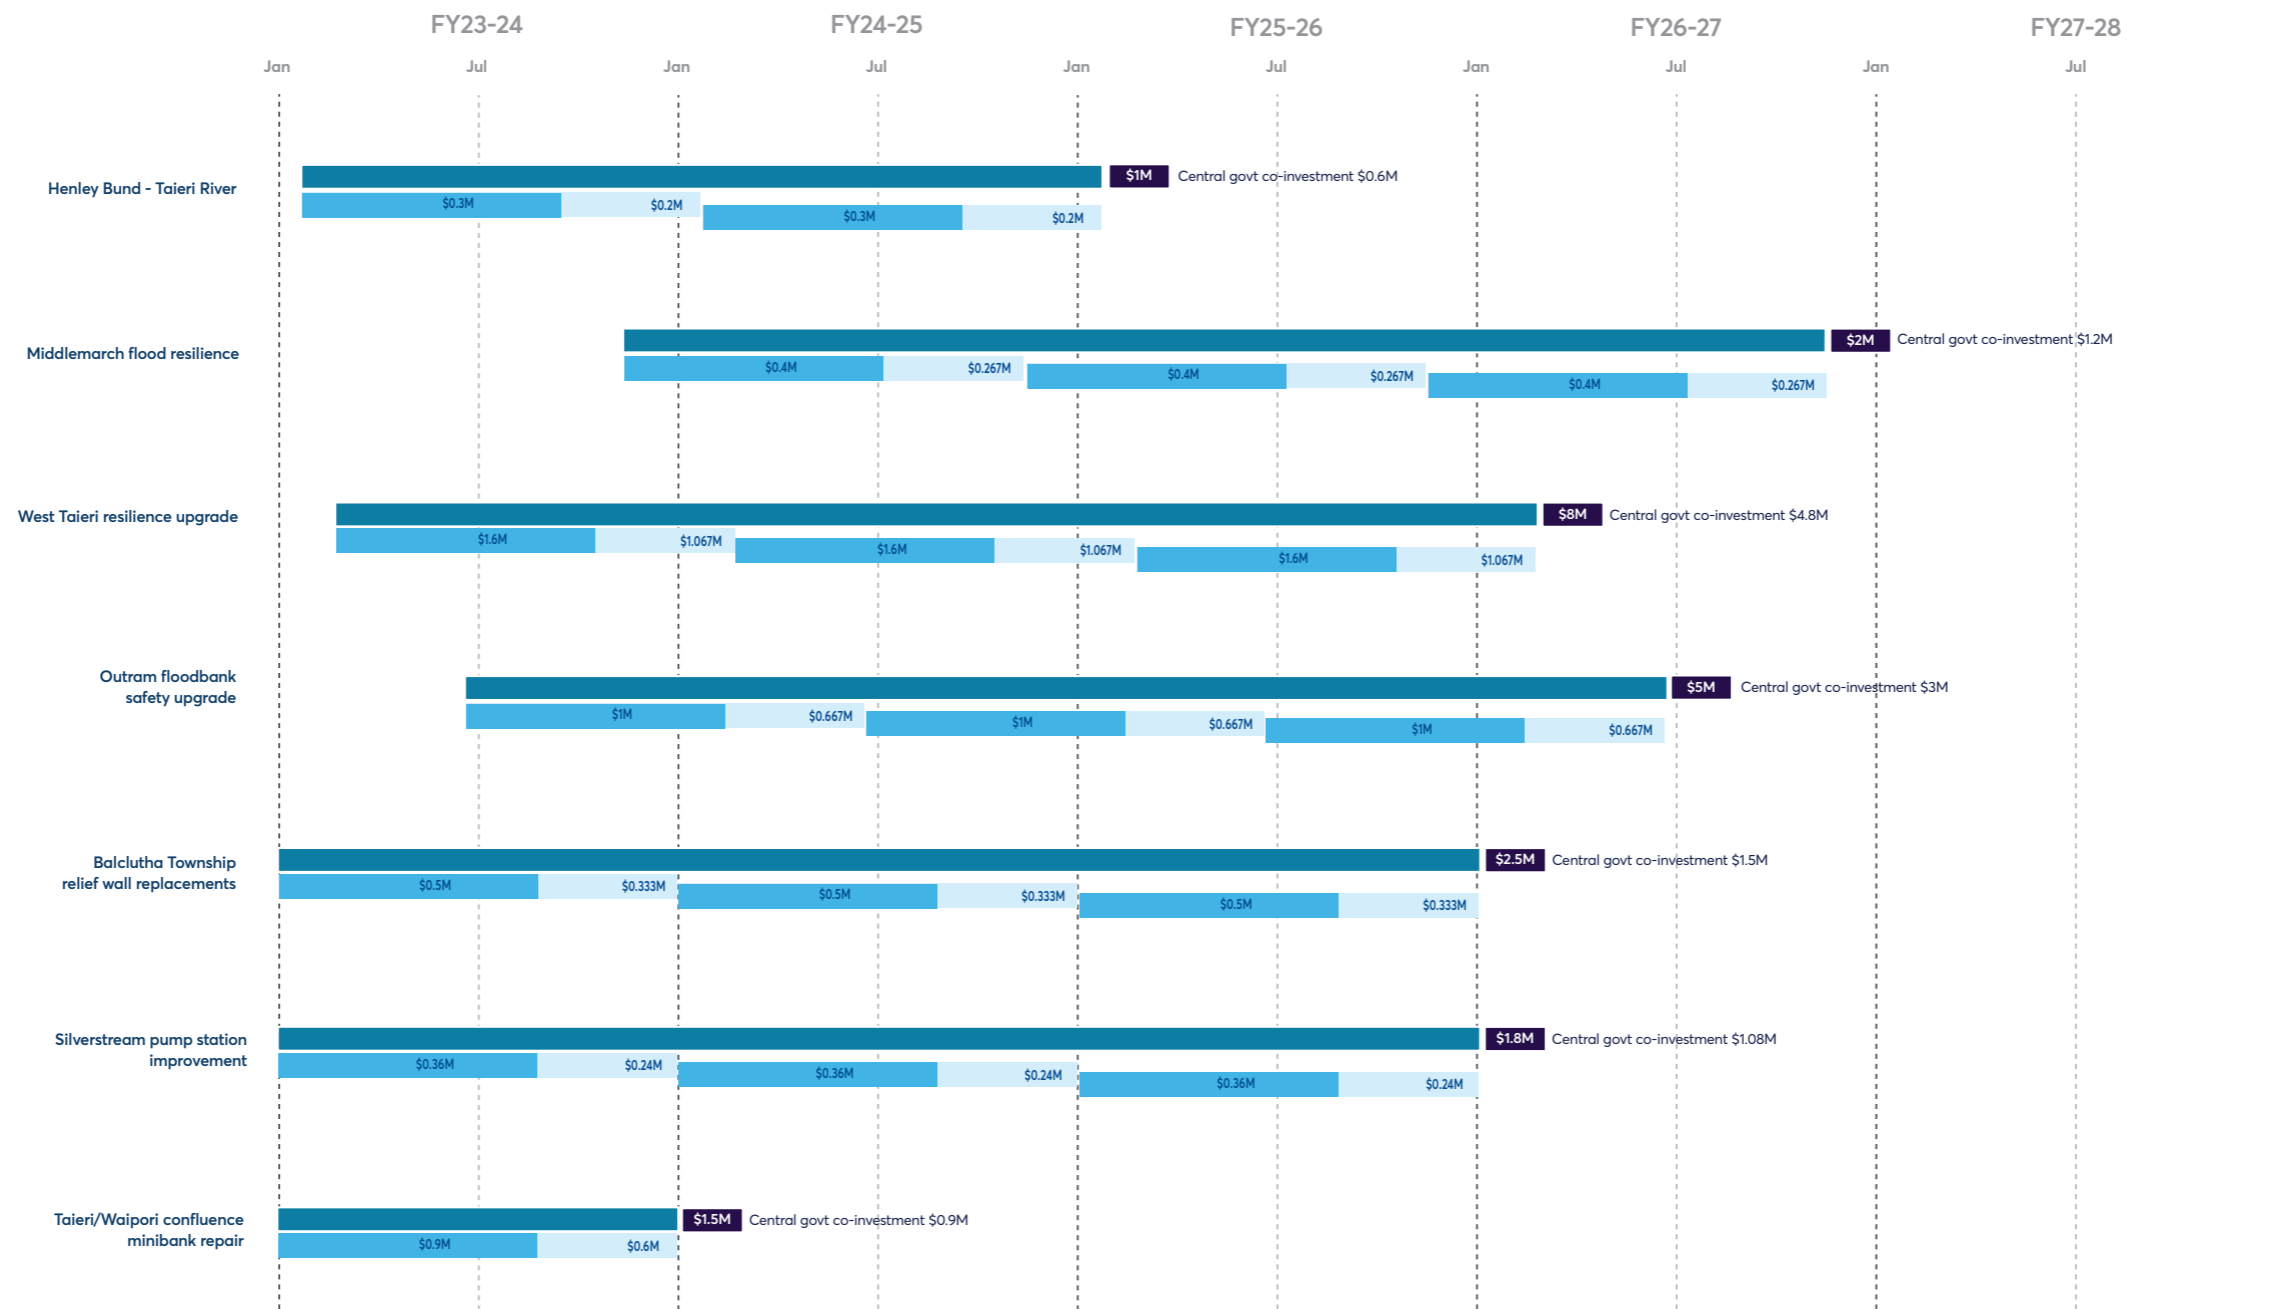 FY23-24 FY24-25 FY25-26 FY26-27 FY27-28
Jan Jul Jan Jul Jan Jul Jan Jul Jan Jul
Henley Bund - Taieri River
$1M Central govt co-investment $0.6M
$0.3M $0.2M $0.3M $0.2M
Middlemarch flood resilience
$2M Central govt co-investment $1.2M
$0.4M $0.267M $0.4M $0.267M $0.4M $0.267M
West Taieri resilience upgrade
$8M Central govt co-investment $4.8M
$1.6M $1.067M $1.6M $1.067M $1.6M $1.067M
Outram floodbank
safety upgrade
$5M Central govt co-investment $3M
$1M $0.667M $1M $0.667M $1M $0.667M
Balclutha Township
relief wall replacements
$2.5M Central govt co-investment $1.5M
$0.5M $0.333M $0.5M $0.333M $0.5M $0.333M
Silverstream pump station
improvement
$1.8M Central govt co-investment $1.08M
$0.36M $0.24M $0.36M $0.24M $0.36M $0.24M
Taieri/Waipori confluence
minibank repair
$1.5M Central govt co-investment $0.9M
$0.9M $0.6M